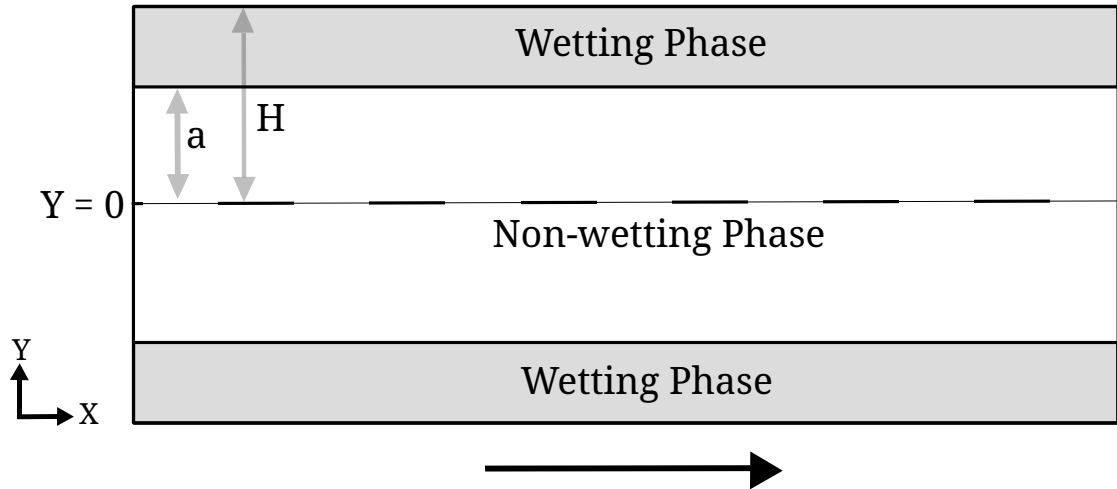 Wetting Phase
H
a
Y = 0
Non-wetting Phase
Wetting Phase
Y
X